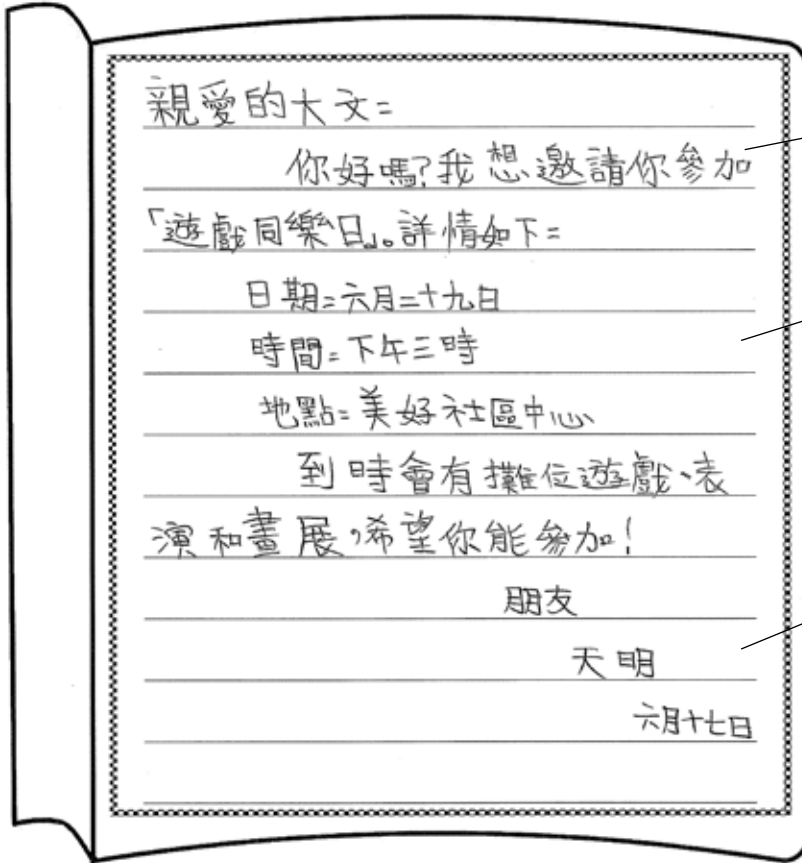 親愛的大文：
你好嗎？我想邀請你參加
「遊戲同樂日」。詳情如下：
日期：六月二十九日
時間：下午三時
地點：美好社區中心
到時會有攤位遊戲、表
演和畫展，希望你能參加！
朋友
天明
六月十七日